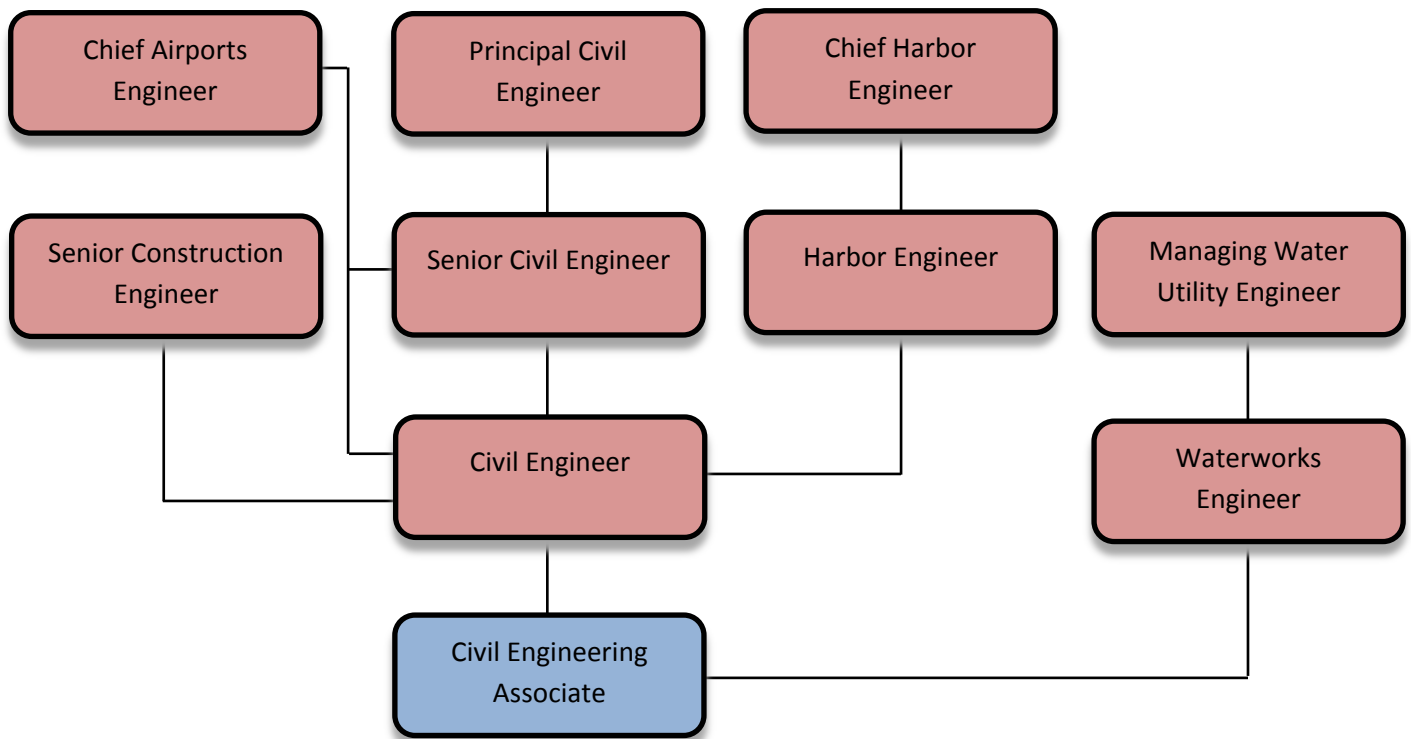 Chief Airports
Engineer
Principal Civil
Engineer
Chief Harbor
Engineer
Senior Construction
Engineer
Senior Civil Engineer
Harbor Engineer
Managing Water
Utility Engineer
Civil Engineer
Waterworks
Engineer
Civil Engineering
Associate